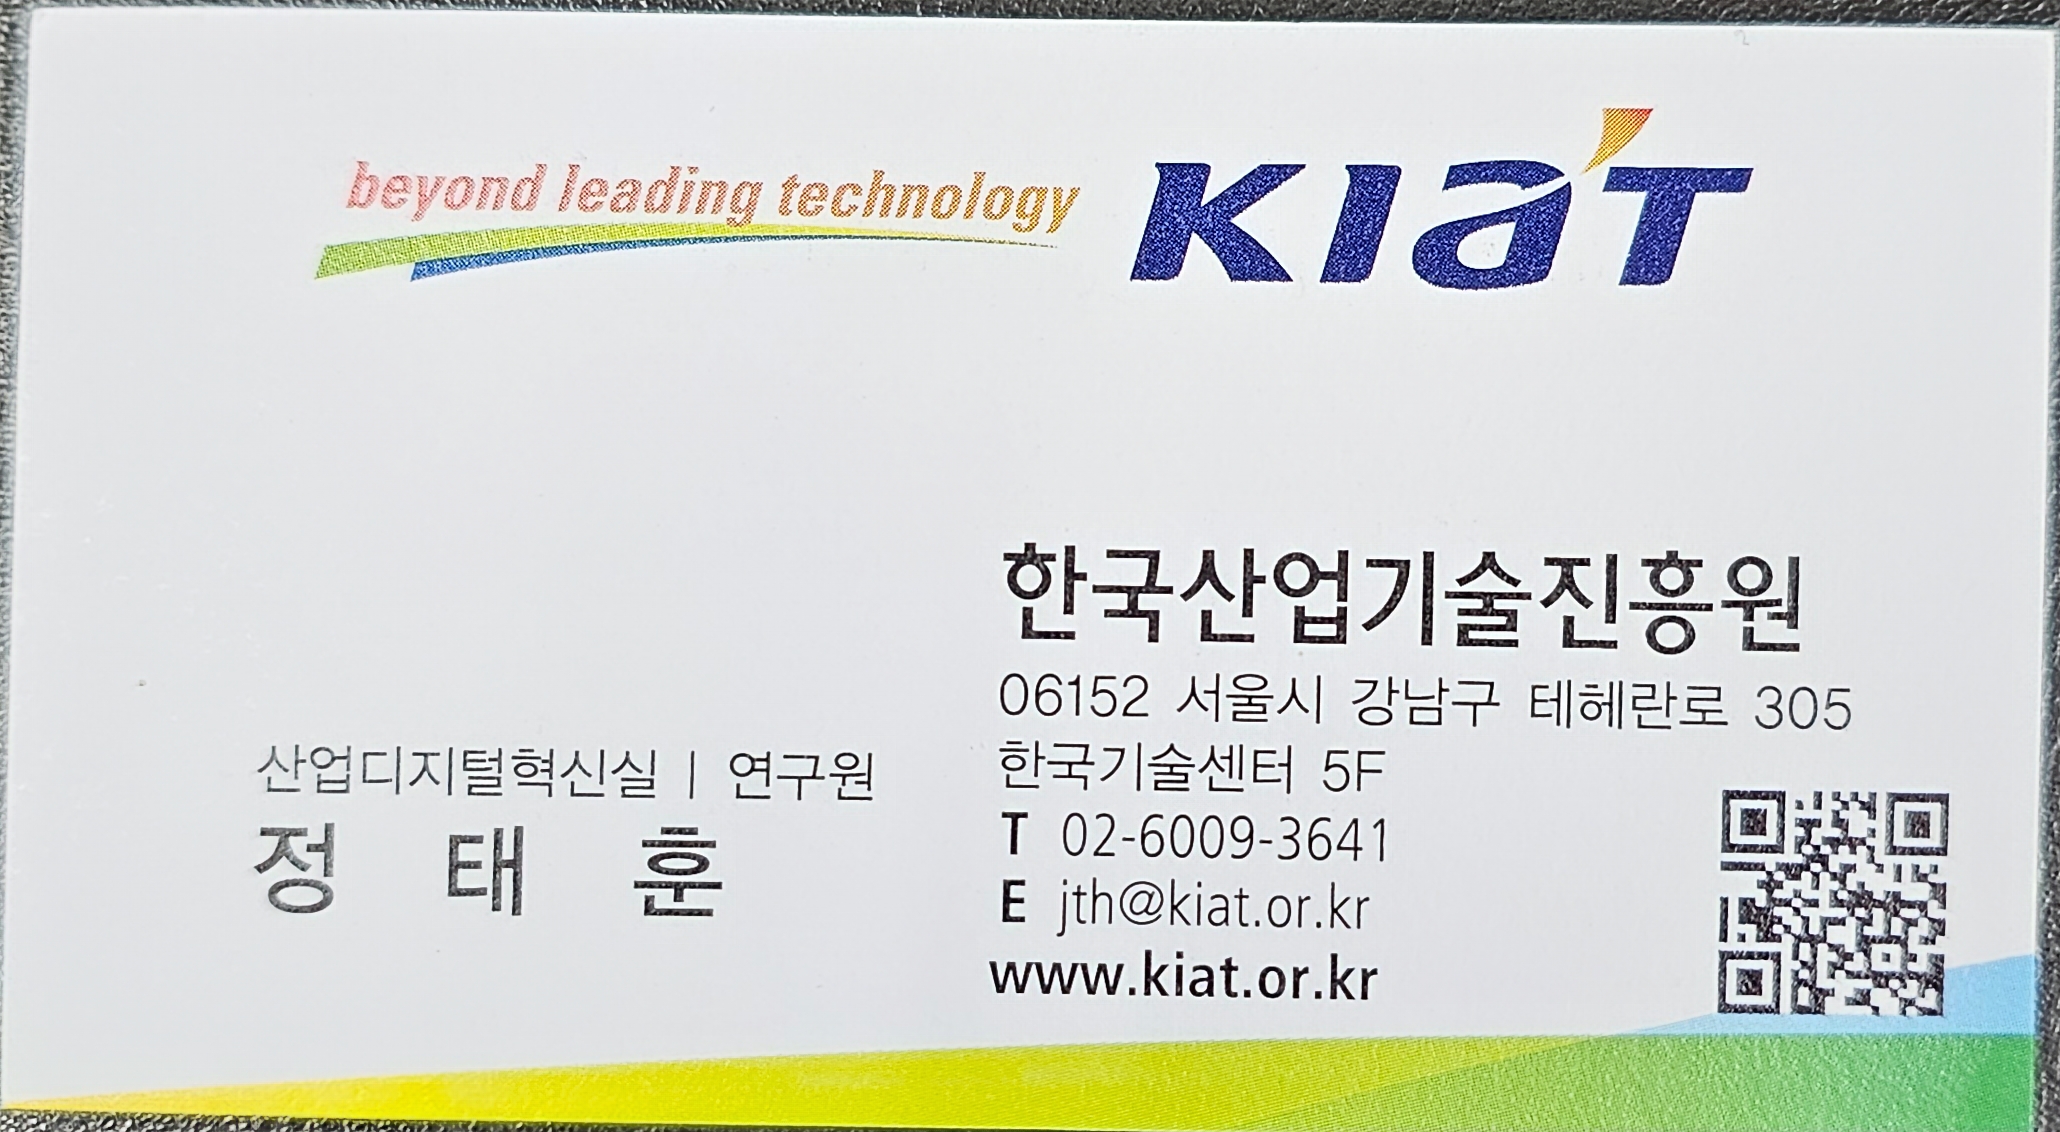 beyond leading technology KIAT
산업디지털혁신실 | 연구원
정 태 훈
한국산업기술진흥원
06152 서울시 강남구 테헤란로 305
한국기술센터 5F
T 02-6009-3641
E jth@kiat.or.kr
www.kiat.or.kr